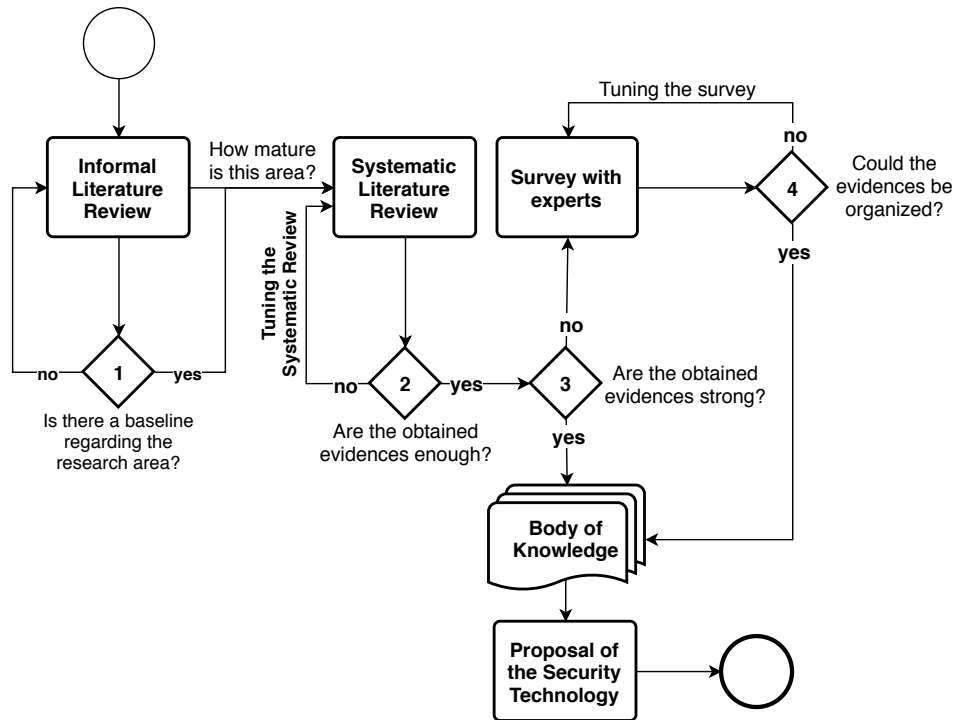 Tuning the survey
no
How mature
is this area?
Informal
Literature
Review
Systematic
Literature
Review
Survey with
experts
4
Could the
evidences be
organized?
yes
Tuning the
Systematic Review
no
1
yes
Is there a baseline
regarding the
research area?
no
2
yes
Are the obtained
evidences enough?
no
3
Are the obtained
evidences strong?
yes
Body of
Knowledge
Proposal of
the Security
Technology